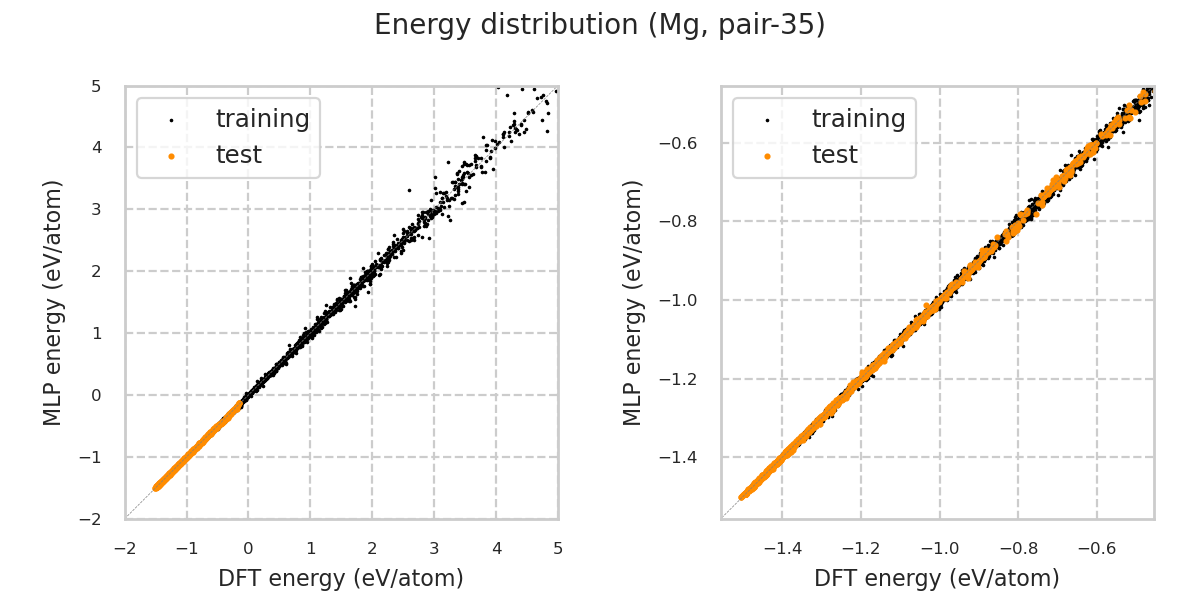 Energy distribution (Mg, pair-35)
training
test
5
4
3
2
1
0
−1
−2
−2
−1
0
1
2
3
4
5
MLP energy (eV/atom)
DFT energy (eV/atom)
training
test
−0.6
−0.8
−1.0
−1.2
−1.4
−1.4
−1.2
−1.0
−0.8
−0.6
MLP energy (eV/atom)
DFT energy (eV/atom)